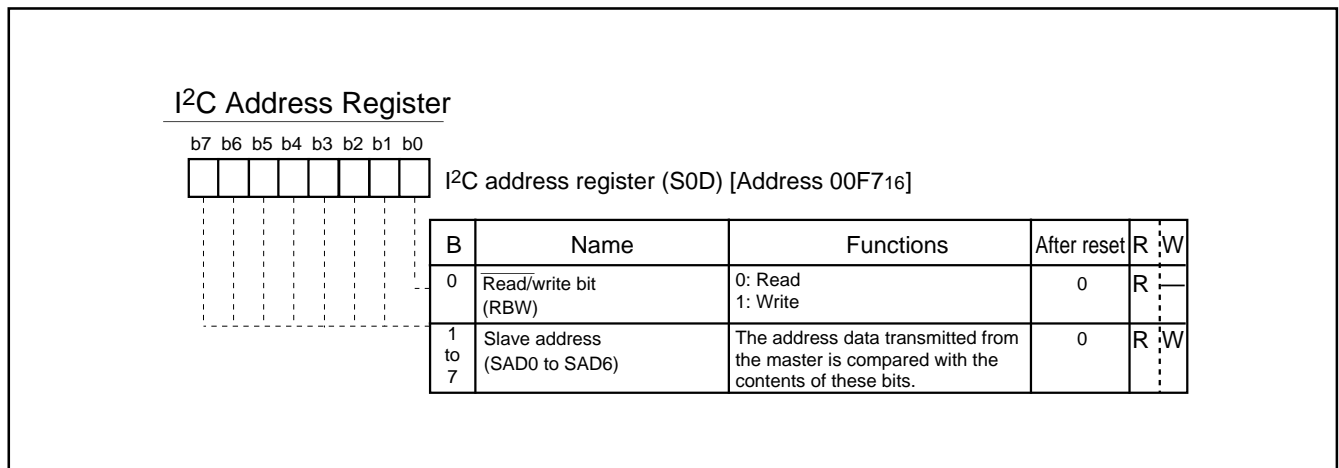 I2C Address Register
b7 b6 b5 b4 b3 b2 b1 b0
I2C address register (S0D) [Address 00F716]
B Name Functions After reset R W
0 Read/write bit (RBW) 0: Read 1: Write 0 R —
1 to 7 Slave address (SAD0 to SAD6) The address data transmitted from the master is compared with the contents of these bits. 0 R W